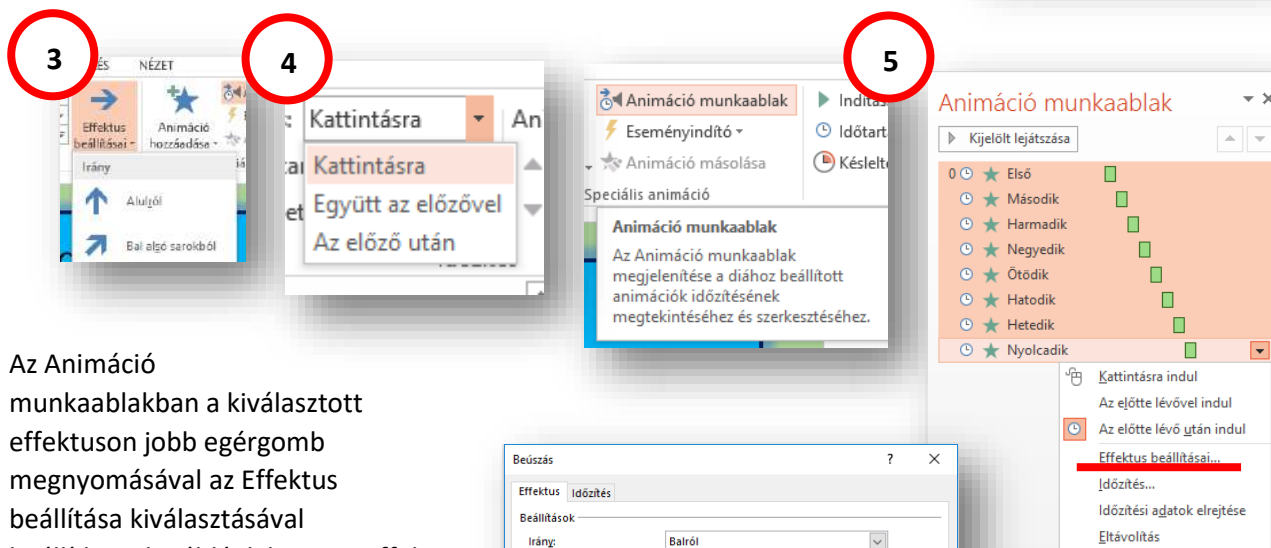 3
ÉS NÉZET
Effektus beállításai
Animáció hozzáadása
Irány
Alulról
Bal alsó sarokból
4
Kattintásra An
Kattintásra
Együtt az előzővel
Az előző után
5
Animáció munkaablak
Eseményindító
Időtart
Animáció másolása
Késlelt
Speciális animáció
Animáció munkaablak
Az Animáció munkaablak
megjelenítése a diához beállított
animációk időzítésének
megtekintéséhez és szerkesztéséhez.
Animáció munkaablak
Kijelölt lejátszása
0 Első
Második
Harmadik
Negyedik
Ötödik
Hatodik
Hetedik
Nyolcadik
Kattintásra indul
Az előtte lévővel indul
Az előtte lévő után indul
Effektus beállításai...
Időzítés...
Időzítési adatok elrejtése
Eltávolítás
Az Animáció
munkaablakban a kiválasztott
effektuson jobb egérgomb
megnyomásával az Effektus
beállítása kiválasztásával
Beúszás ?
Effektus Időzítés
Beállítások
Irány: Balról